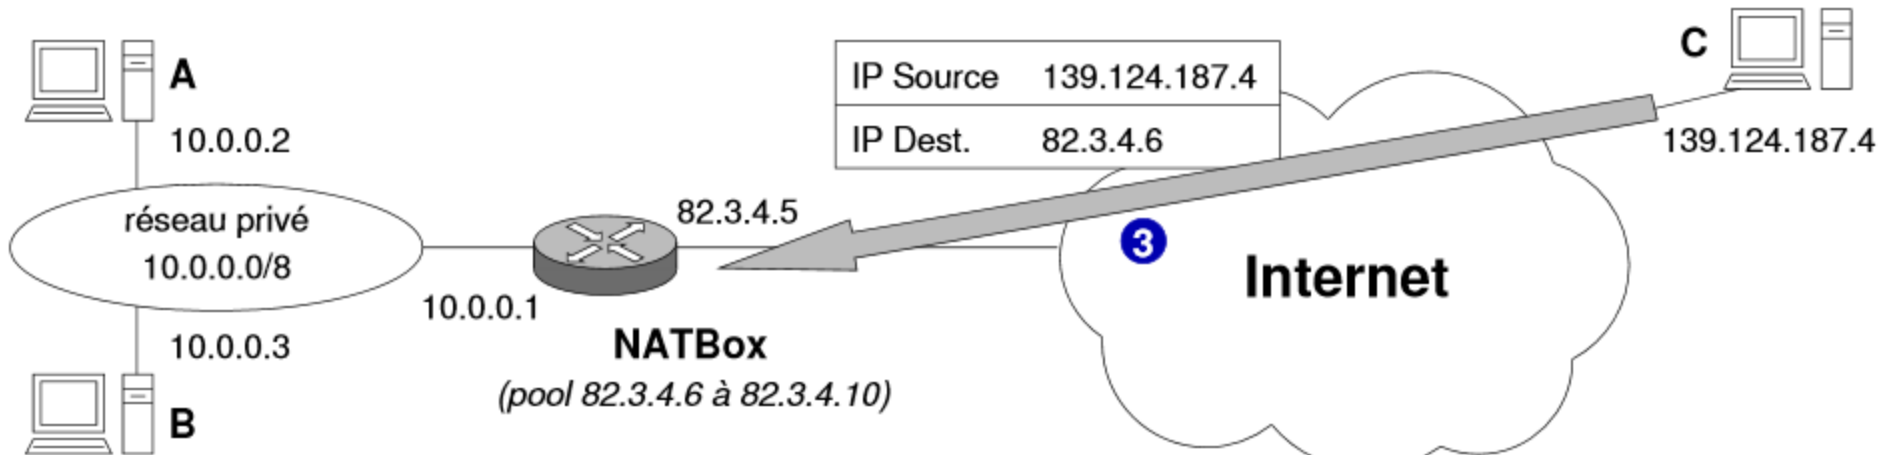 A
10.0.0.2
réseau privé
10.0.0.0/8
10.0.0.3
B
10.0.0.1
82.3.4.5
NATBox
(pool 82.3.4.6 à 82.3.4.10)
IP Source 139.124.187.4
IP Dest. 82.3.4.6
3
Internet
C
139.124.187.4